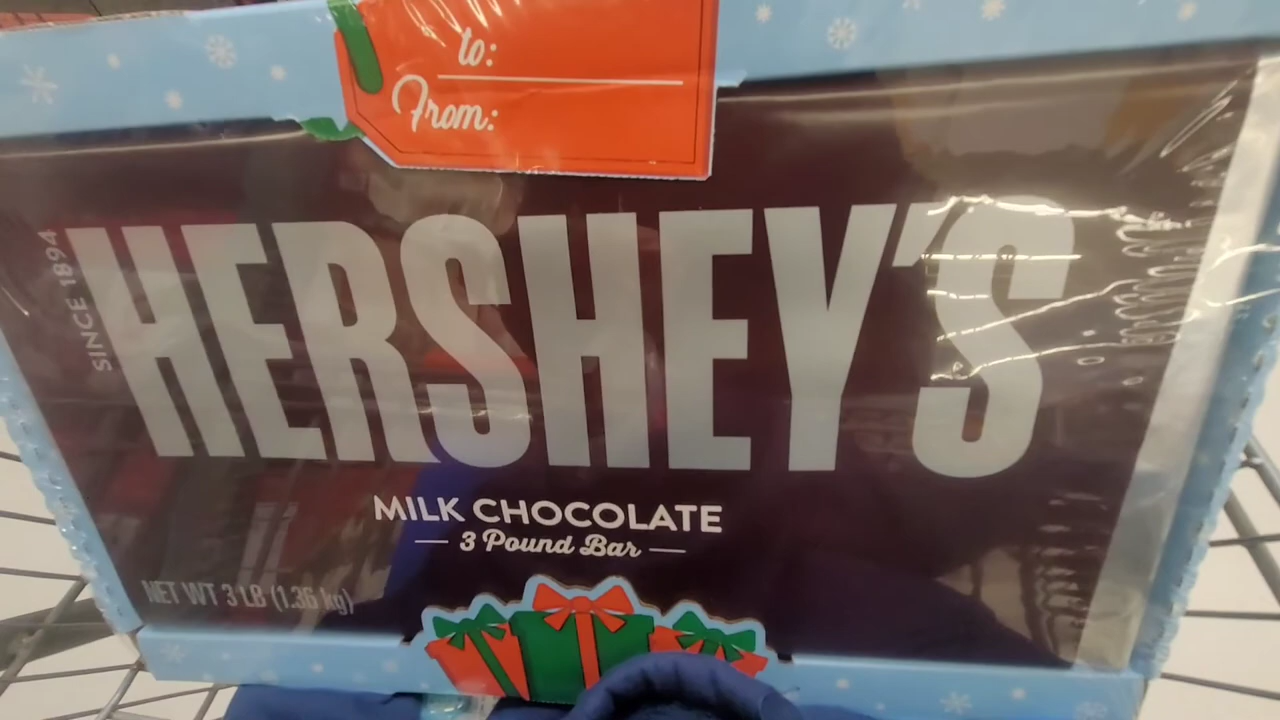 to:
From:
SINCE 1894
HERSHEY'S
MILK CHOCOLATE
3 Pound Bar
NET WT 3 LB (1.36 kg)